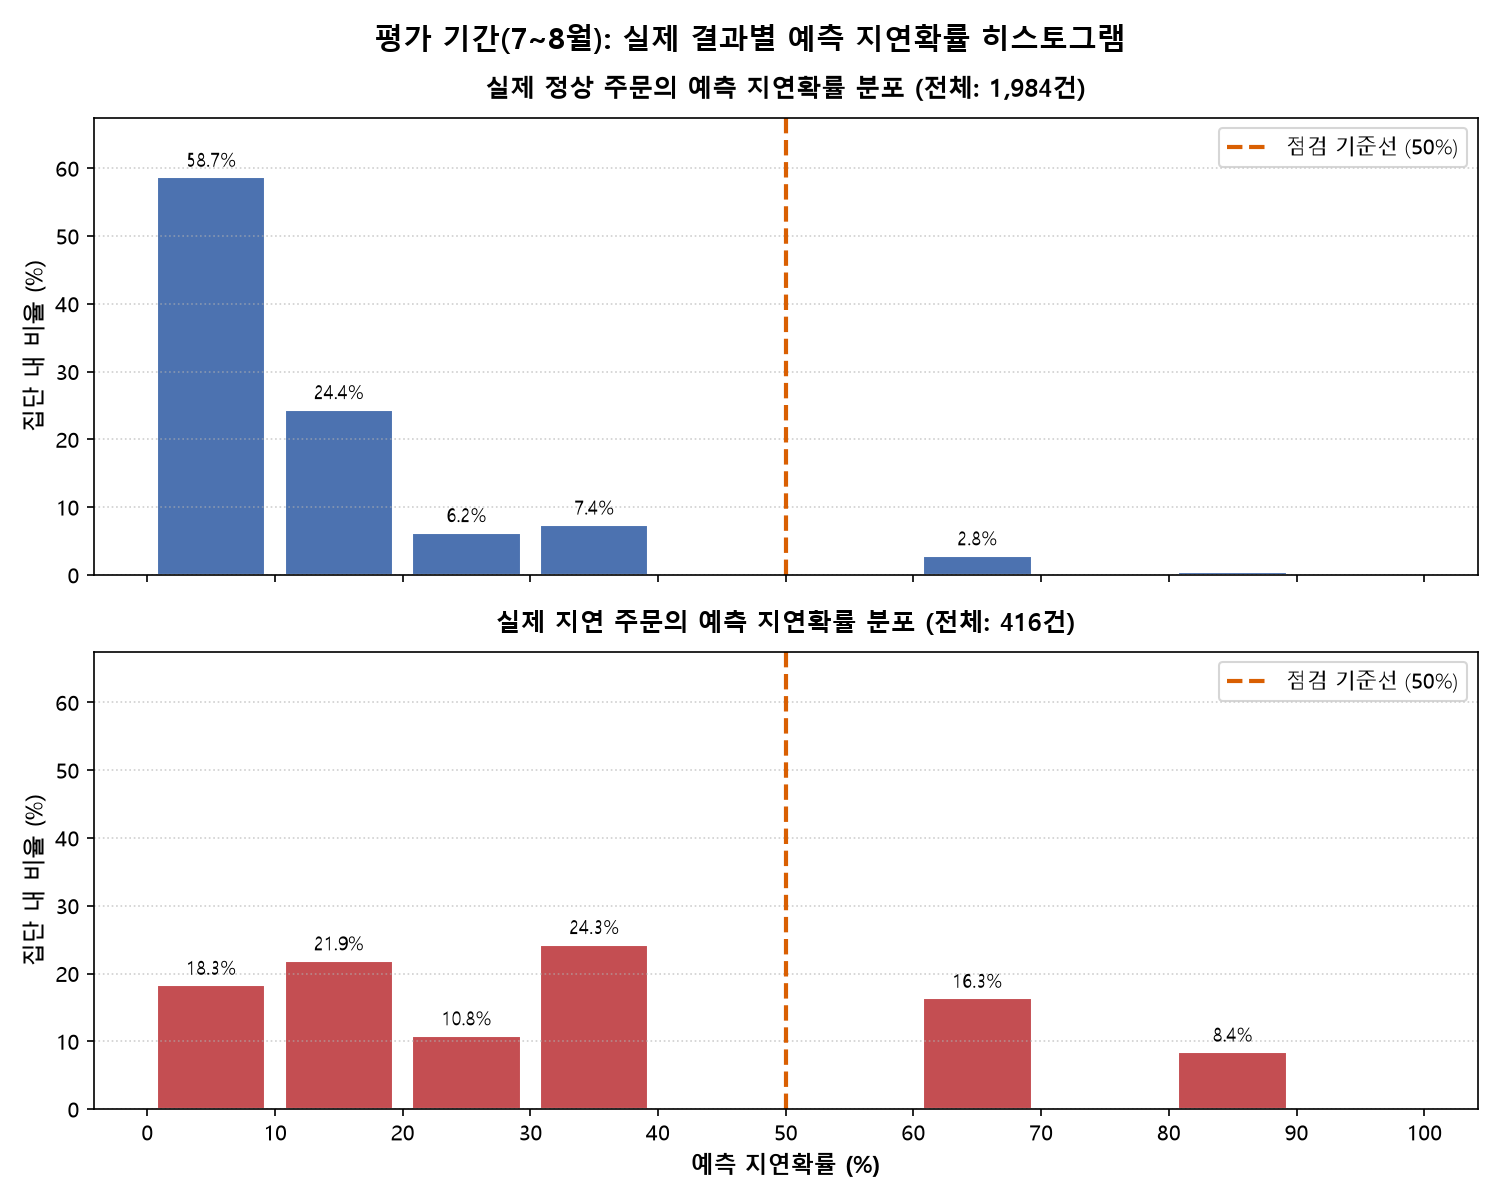 평가 기간(7~8월): 실제 결과별 예측 지연확률 히스토그램
실제 정상 주문의 예측 지연확률 분포 (전체: 1,984건)
점검 기준선 (50%)
집단 내 비율 (%)
60
50
40
30
20
10
0
58.7%
24.4%
6.2%
7.4%
2.8%
실제 지연 주문의 예측 지연확률 분포 (전체: 416건)
점검 기준선 (50%)
집단 내 비율 (%)
60
50
40
30
20
10
0
18.3%
21.9%
10.8%
24.3%
16.3%
8.4%
0 10 20 30 40 50 60 70 80 90 100
예측 지연확률 (%)